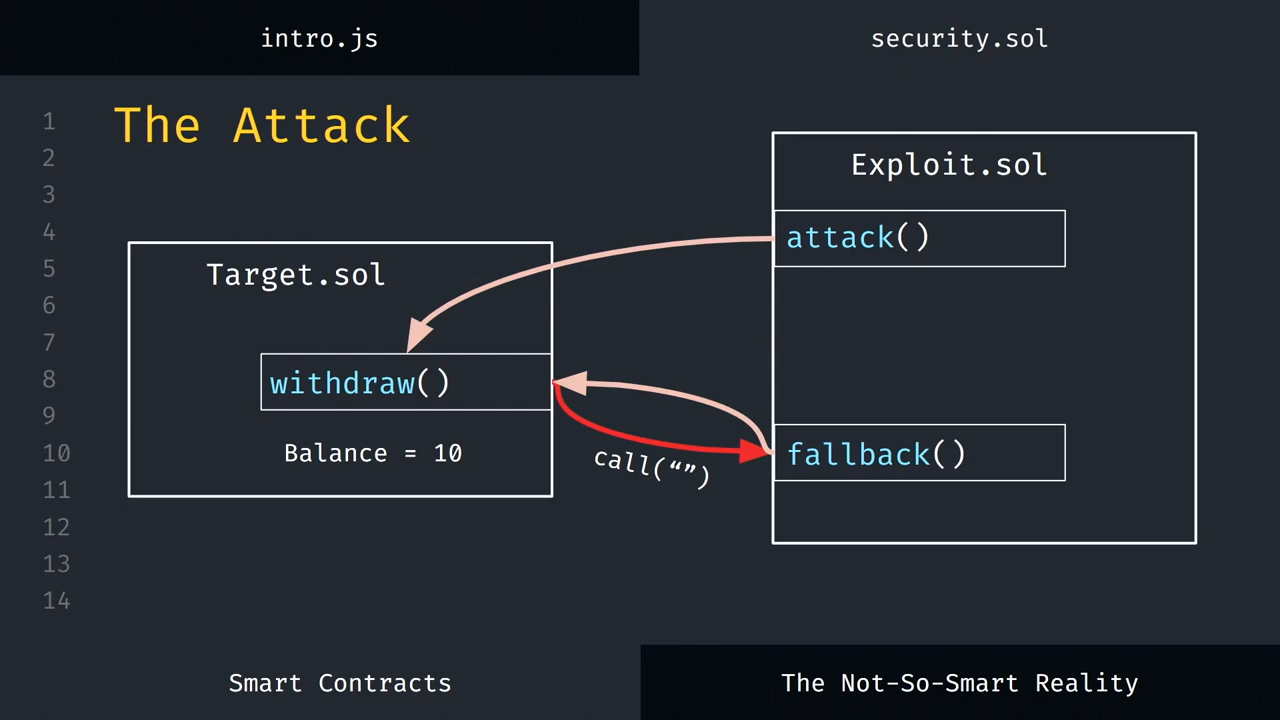 intro.js
security.sol
The Attack
1
2
3
4
5
6
7
8
9
10
11
12
13
14
Target.sol
withdraw()
Balance = 10
call(“”)
Exploit.sol
attack()
fallback()
Smart Contracts
The Not-So-Smart Reality